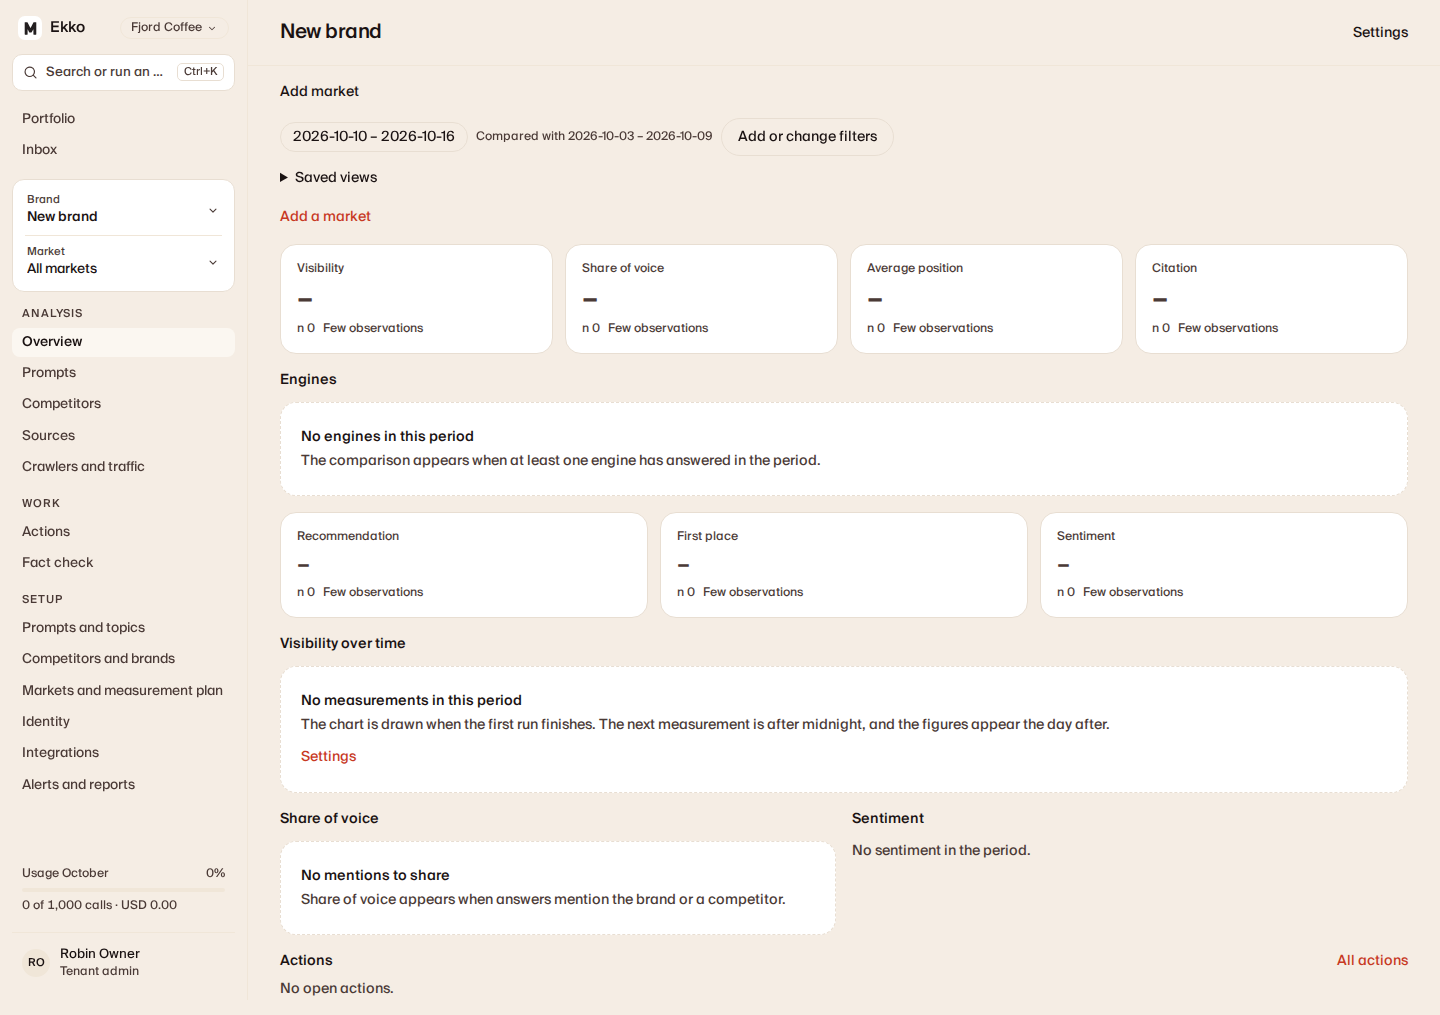 Ekko
Fjord Coffee
Search or run an ...
Ctrl+K
Portfolio
Inbox
Brand
New brand
Market
All markets
ANALYSIS
Overview
Prompts
Competitors
Sources
Crawlers and traffic
WORK
Actions
Fact check
SETUP
Prompts and topics
Competitors and brands
Markets and measurement plan
Identity
Integrations
Alerts and reports
Usage October 0%
0 of 1,000 calls · USD 0.00
RO
Robin Owner
Tenant admin
New brand
Settings
Add market
2026-10-10 – 2026-10-16 Compared with 2026-10-03 – 2026-10-09 Add or change filters
Saved views
Add a market
Visibility
–
n 0 Few observations
Share of voice
–
n 0 Few observations
Average position
–
n 0 Few observations
Citation
–
n 0 Few observations
Engines
No engines in this period
The comparison appears when at least one engine has answered in the period.
Recommendation
–
n 0 Few observations
First place
–
n 0 Few observations
Sentiment
–
n 0 Few observations
Visibility over time
No measurements in this period
The chart is drawn when the first run finishes. The next measurement is after midnight, and the figures appear the day after.
Settings
Share of voice
No mentions to share
Share of voice appears when answers mention the brand or a competitor.
Sentiment
No sentiment in the period.
Actions
All actions
No open actions.